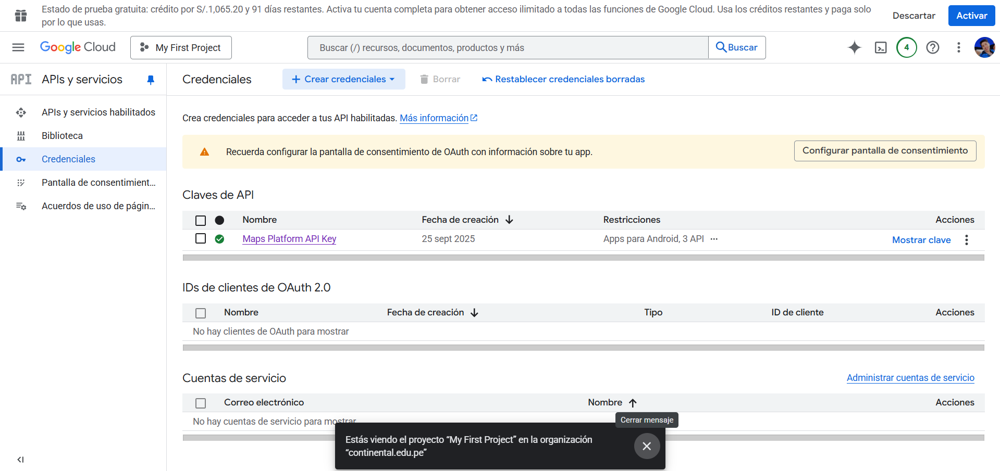 Estado de prueba gratuita: crédito por S/.1,065.20 y 91 días restantes. Activa tu cuenta completa para obtener acceso ilimitado a todas las funciones de Google Cloud. Usa los créditos restantes y paga solo
por lo que usas.
Descartar
Activar
Google Cloud
My First Project
Buscar (/) recursos, documentos, productos y más
Buscar
4
API
APIs y servicios
Credenciales
Crear credenciales
Borrar
Restablecer credenciales borradas
APIs y servicios habilitados
Biblioteca
Credenciales
Pantalla de consentimient...
Acuerdos de uso de págin...
Crea credenciales para acceder a tus API habilitadas. Más información
Recuerda configurar la pantalla de consentimiento de OAuth con información sobre tu app.
Configurar pantalla de consentimiento
Claves de API
Nombre Fecha de creación Restricciones Acciones
Maps Platform API Key 25 sept 2025 Apps para Android, 3 API ... Mostrar clave
IDs de clientes de OAuth 2.0
Nombre Fecha de creación Tipo ID de cliente Acciones
No hay clientes de OAuth para mostrar
Cuentas de servicio
Administrar cuentas de servicio
Correo electrónico Nombre Acciones
No hay cuentas de servicio para mostrar
Cerrar mensaje
Estás viendo el proyecto “My First Project” en la organización
“continental.edu.pe”